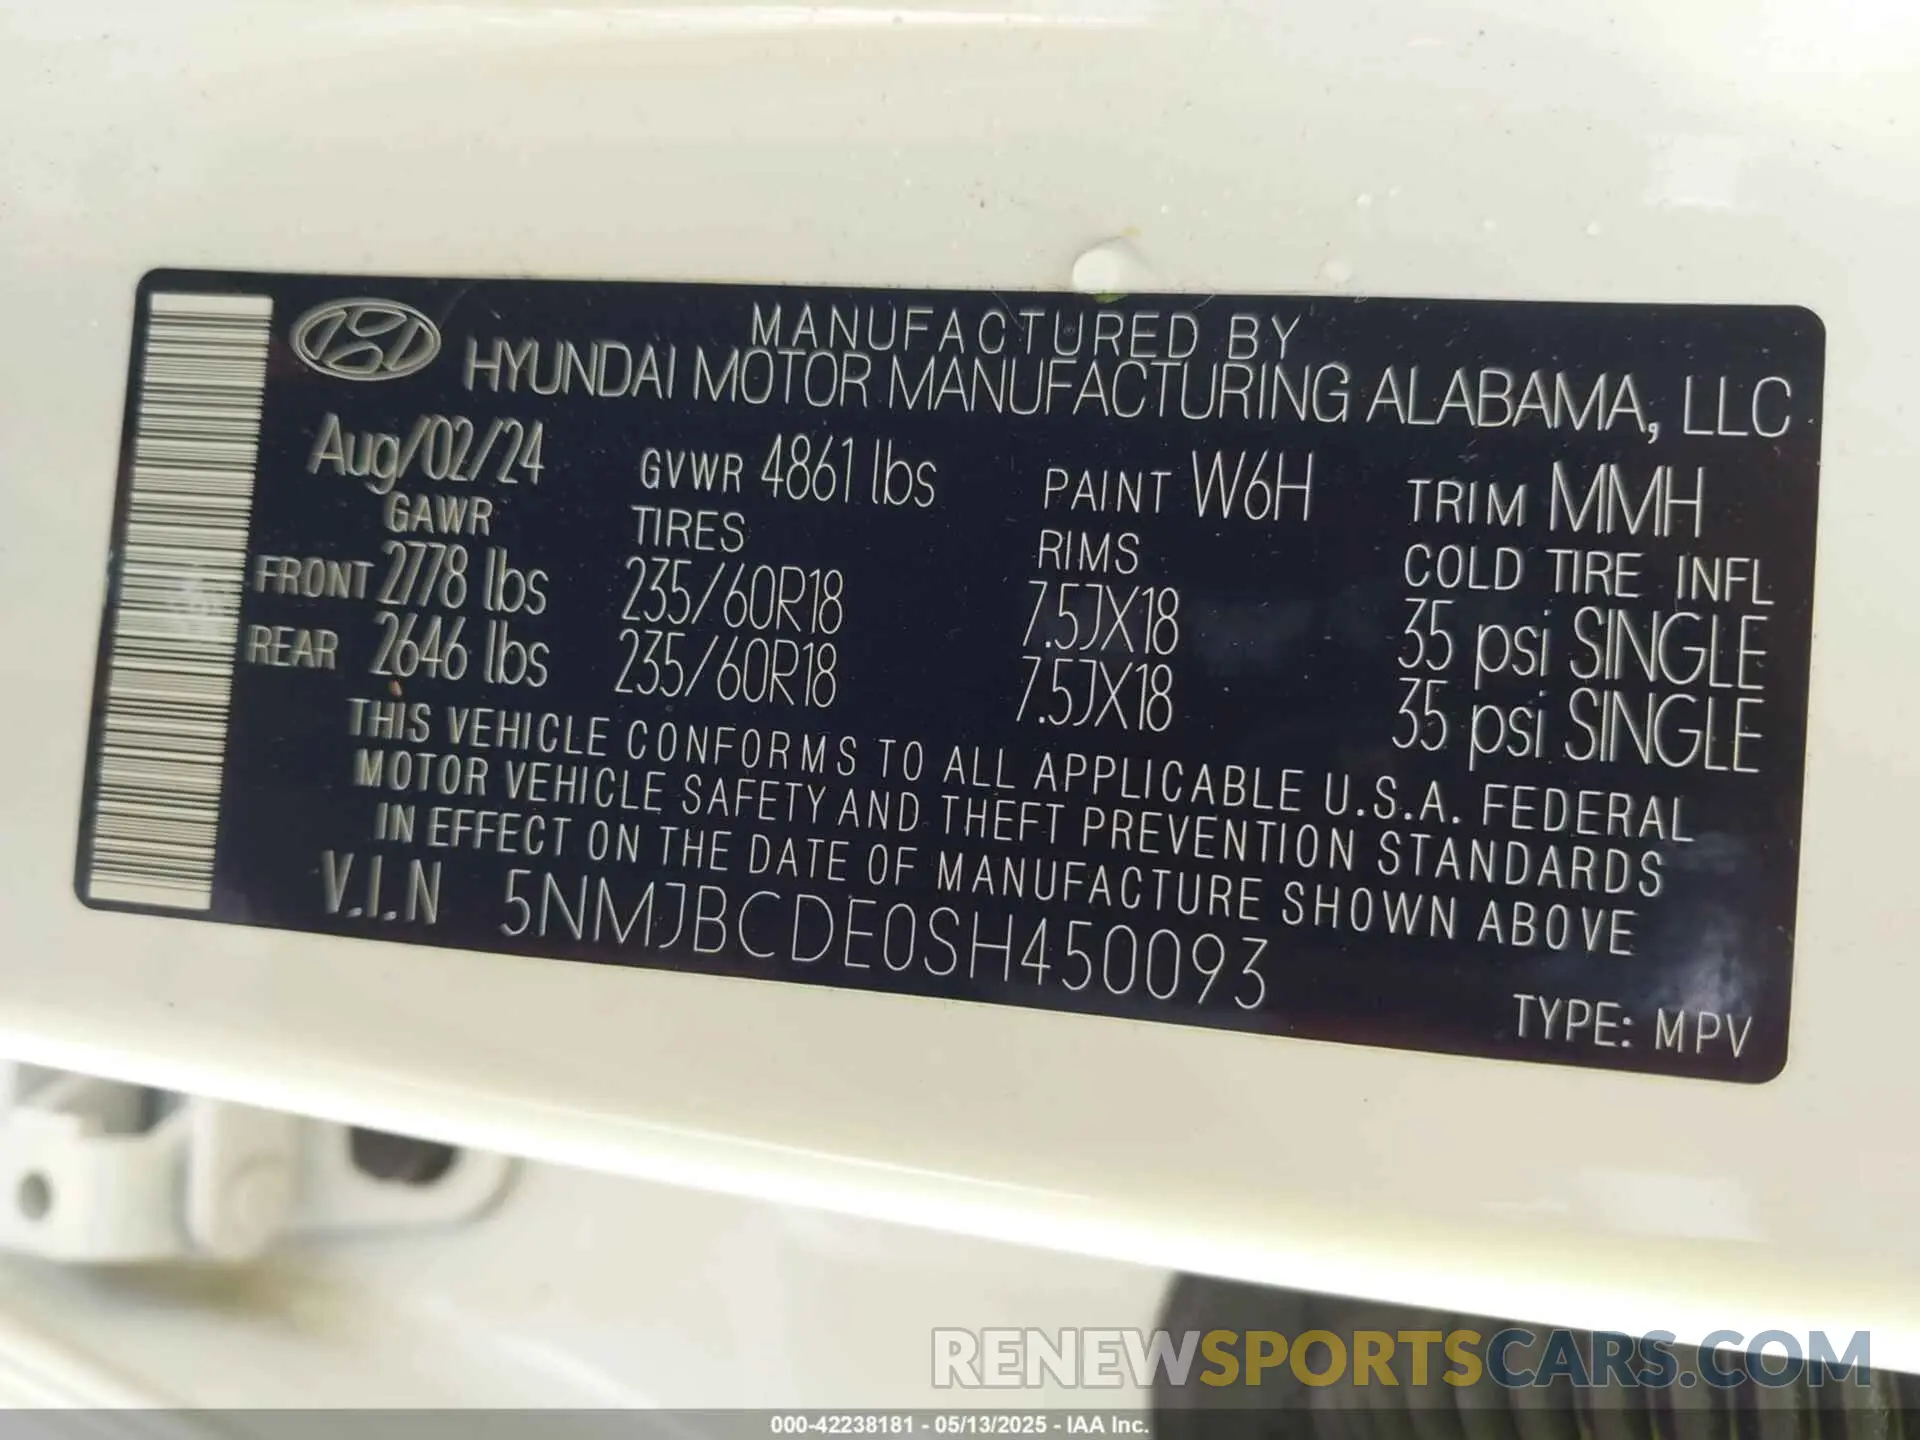 MANUFACTURED BY
HYUNDAI MOTOR MANUFACTURING ALABAMA, LLC
Aug/02/24 GVWR 4861 lbs PAINT W6H TRIM MMH
GAWR TIRES RIMS COLD TIRE INFL
FRONT 2778 lbs 235/60R18 7.5JX18 35 psi SINGLE
REAR 2646 lbs 235/60R18 7.5JX18 35 psi SINGLE
THIS VEHICLE CONFORMS TO ALL APPLICABLE U.S.A. FEDERAL
MOTOR VEHICLE SAFETY AND THEFT PREVENTION STANDARDS
IN EFFECT ON THE DATE OF MANUFACTURE SHOWN ABOVE
V.I.N 5NMJBCDE0SH450093
TYPE: MPV
RENEWSPORTSCARS.COM
000-42238181 - 05/13/2025 - IAA Inc.